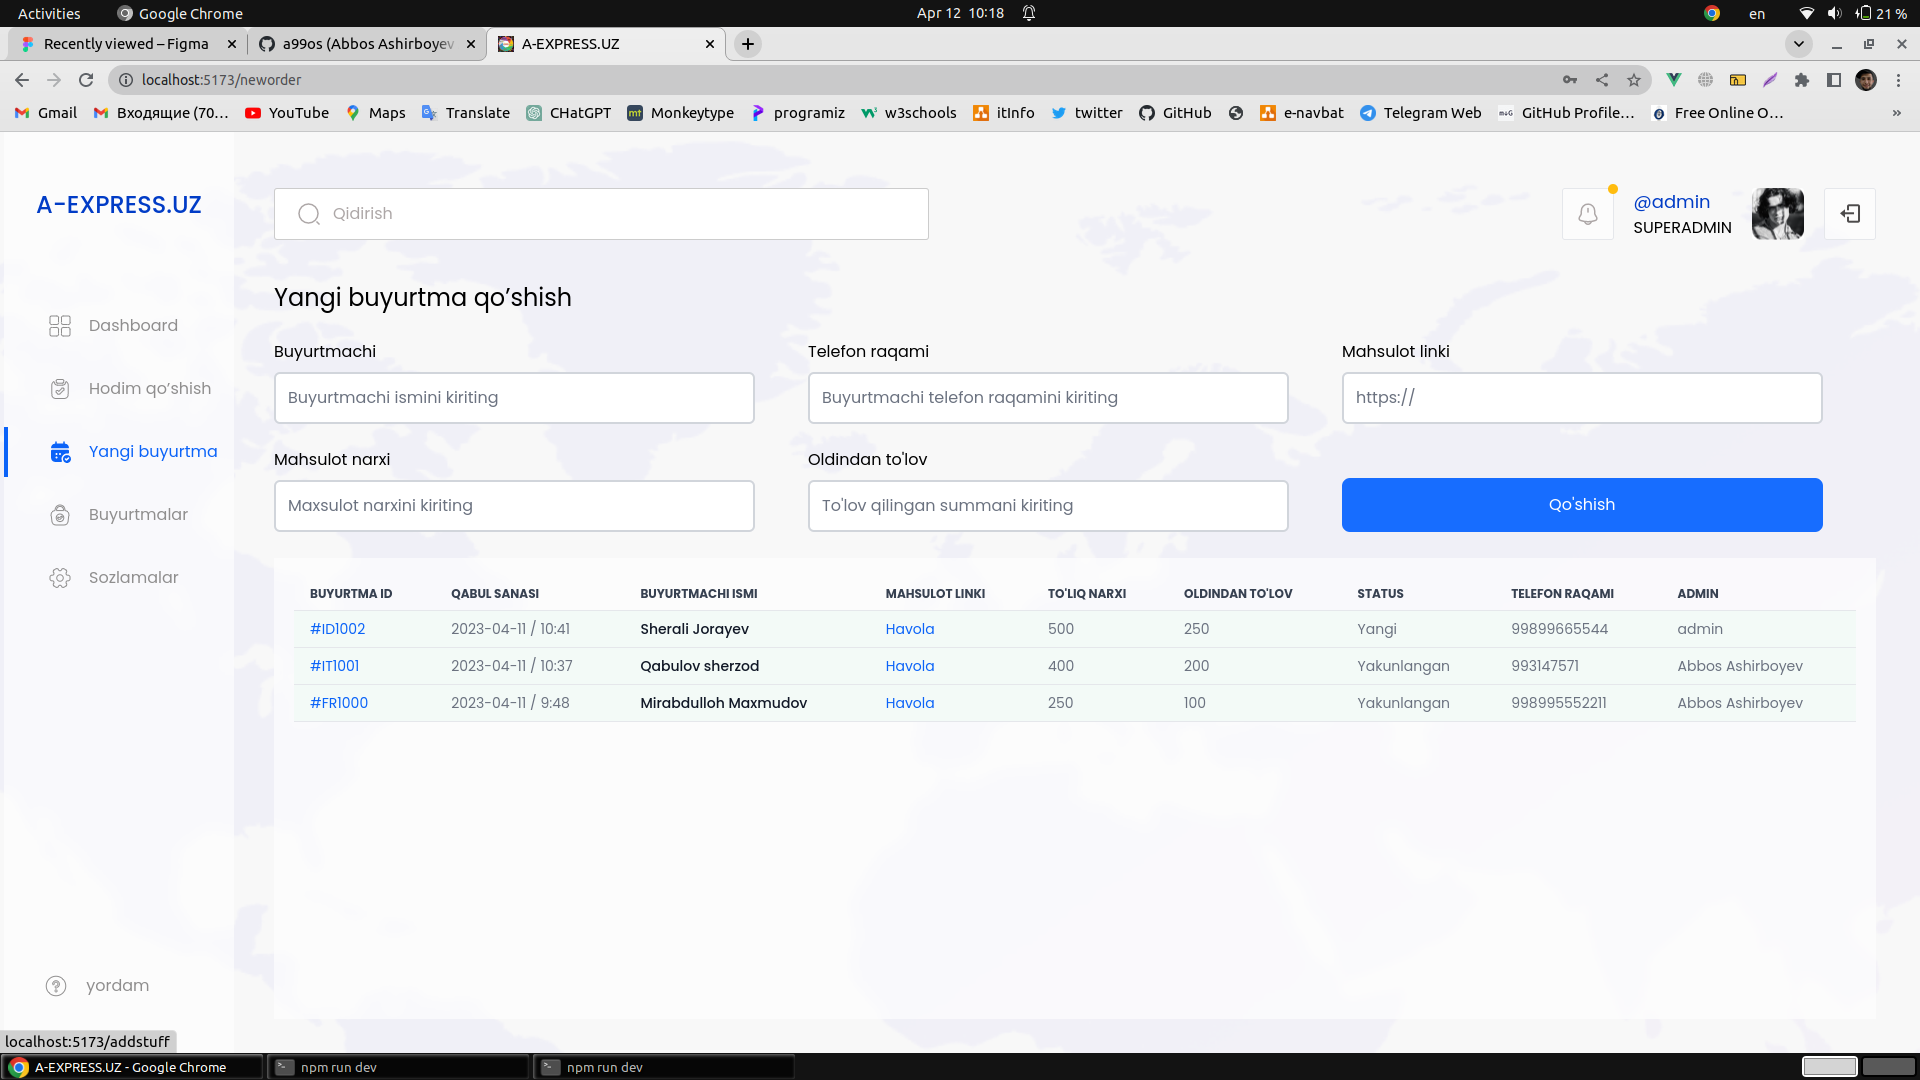 Activities Google Chrome Apr 12 10:18 en 21 %
Recently viewed – Figma a99os (Abbos Ashirboyev A-EXPRESS.UZ
localhost:5173/neworder
Gmail Входящие (70… YouTube Maps Translate CHatGPT Monkeytype programiz w3schools itInfo twitter GitHub e-navbat Telegram Web GitHub Profile… Free Online O… »
A-EXPRESS.UZ
Qidirish
@admin
SUPERADMIN
Dashboard
Hodim qo’shish
Yangi buyurtma
Buyurtmalar
Sozlamalar
yordam
Yangi buyurtma qo’shish
Buyurtmachi Telefon raqami Mahsulot linki
Buyurtmachi ismini kiriting Buyurtmachi telefon raqamini kiriting https://
Mahsulot narxi Oldindan to'lov
Maxsulot narxini kiriting To'lov qilingan summani kiriting Qo'shish
BUYURTMA ID QABUL SANASI BUYURTMACHI ISMI MAHSULOT LINKI TO'LIQ NARXI OLDINDAN TO'LOV STATUS TELEFON RAQAMI ADMIN
#ID1002 2023-04-11 / 10:41 Sherali Jorayev Havola 500 250 Yangi 99899665544 admin
#IT1001 2023-04-11 / 10:37 Qabulov sherzod Havola 400 200 Yakunlangan 993147571 Abbos Ashirboyev
#FR1000 2023-04-11 / 9:48 Mirabdulloh Maxmudov Havola 250 100 Yakunlangan 998995552211 Abbos Ashirboyev
localhost:5173/addstuff
A-EXPRESS.UZ - Google Chrome npm run dev npm run dev